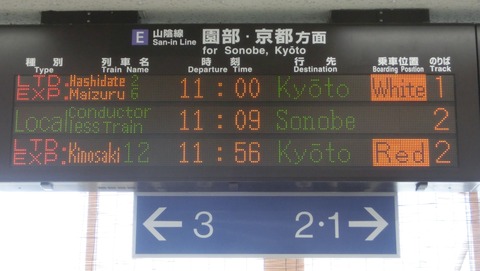 E 山陰線 San-in Line 園部・京都方面
for Sonobe, Kyōto
種別 列車名 時刻 行先 乗車位置 のりば
Type Train Name Departure Time Destination Boarding Position Track
LTD. EXP. Hashidate Maizuru 11:00 Kyōto White 1
Local Conductor less Train 11:09 Sonobe 2
LTD. EXP. Kinosaki 12 11:56 Kyōto Red 2
← 3 2・1 →